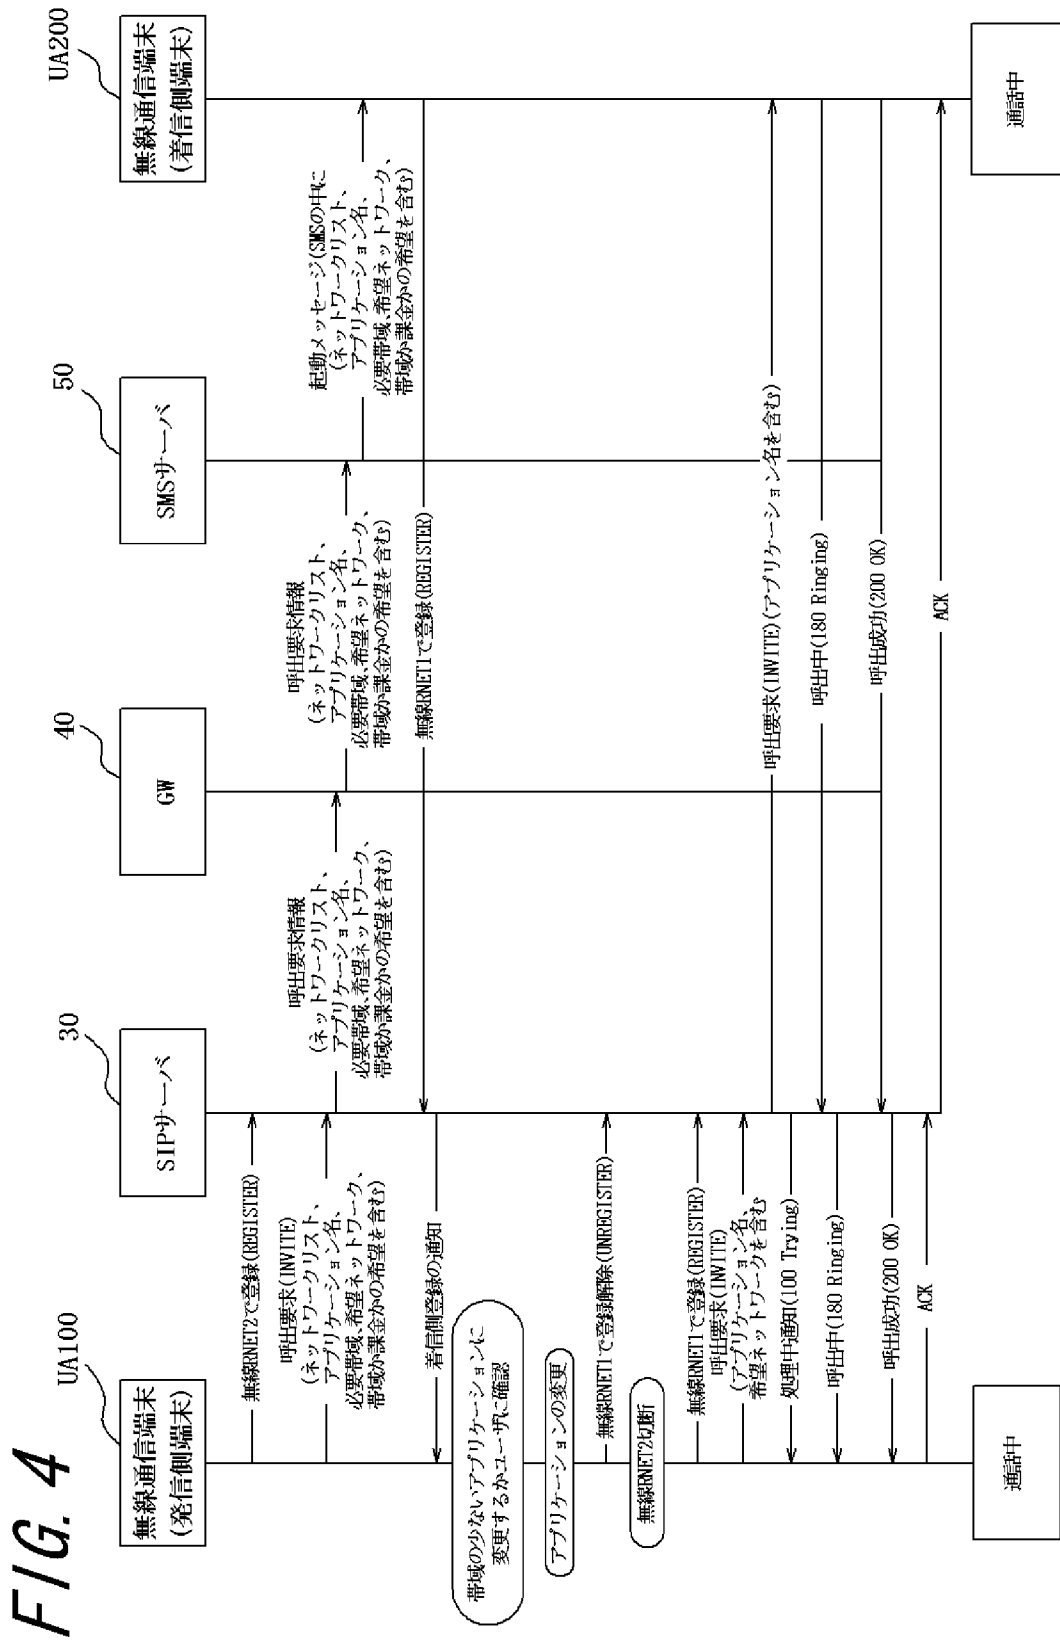 FIG. 4
UA100
無線通信端末
(発信側端末)
30
SIPサーバ
40
GW
50
SMSサーバ
UA200
無線通信端末
(着信側端末)
無線RNET2で登録(REGISTER)
呼出要求(INVITE)
(ネットワークリスト、
アプリケーション名、
必要帯域、希望ネットワーク、
帯域か課金かの希望を含む)
呼出要求情報
(ネットワークリスト、
アプリケーション名、
必要帯域、希望ネットワーク、
帯域か課金かの希望を含む)
呼出要求情報
(ネットワークリスト、
アプリケーション名、
必要帯域、希望ネットワーク、
帯域か課金かの希望を含む)
起動メッセージ(SMSの中に
(ネットワークリスト、
アプリケーション名、
必要帯域、希望ネットワーク、
帯域か課金かの希望を含む)
無線RNET1で登録(REGISTER)
着信側登録の通知
帯域の少ないアプリケーションに
変更するかユーザに確認
アプリケーションの変更
無線RNET1で登録解除(UNREGISTER)
無線RNET2切断
無線RNET1で登録(REGISTER)
呼出要求(INVITE)
(アプリケーション名、
希望ネットワークを含む
呼出要求(INVITE)(アプリケーション名を含む)
処理中通知(100 Trying)
呼出中(180 Ringing)
呼出中(180 Ringing)
呼出成功(200 OK)
呼出成功(200 OK)
ACK
ACK
通話中
通話中